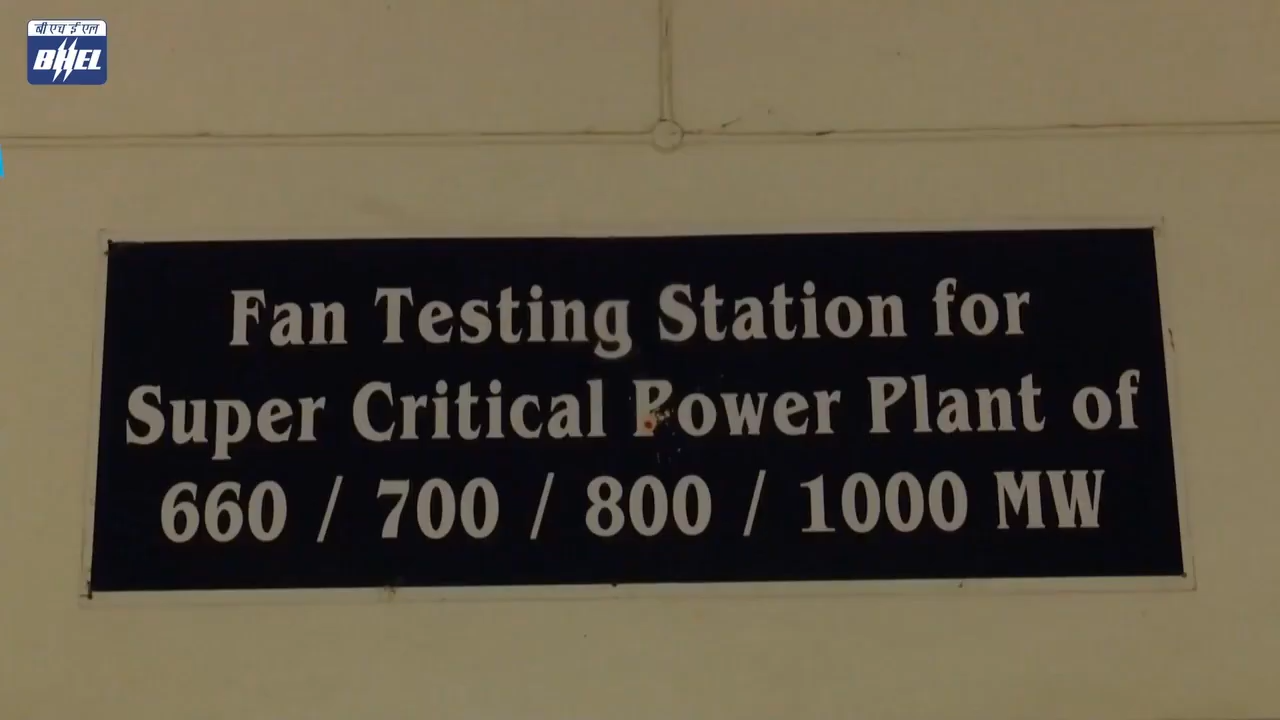 बी एच ई एल
BHEL
Fan Testing Station for
Super Critical Power Plant of
660 / 700 / 800 / 1000 MW